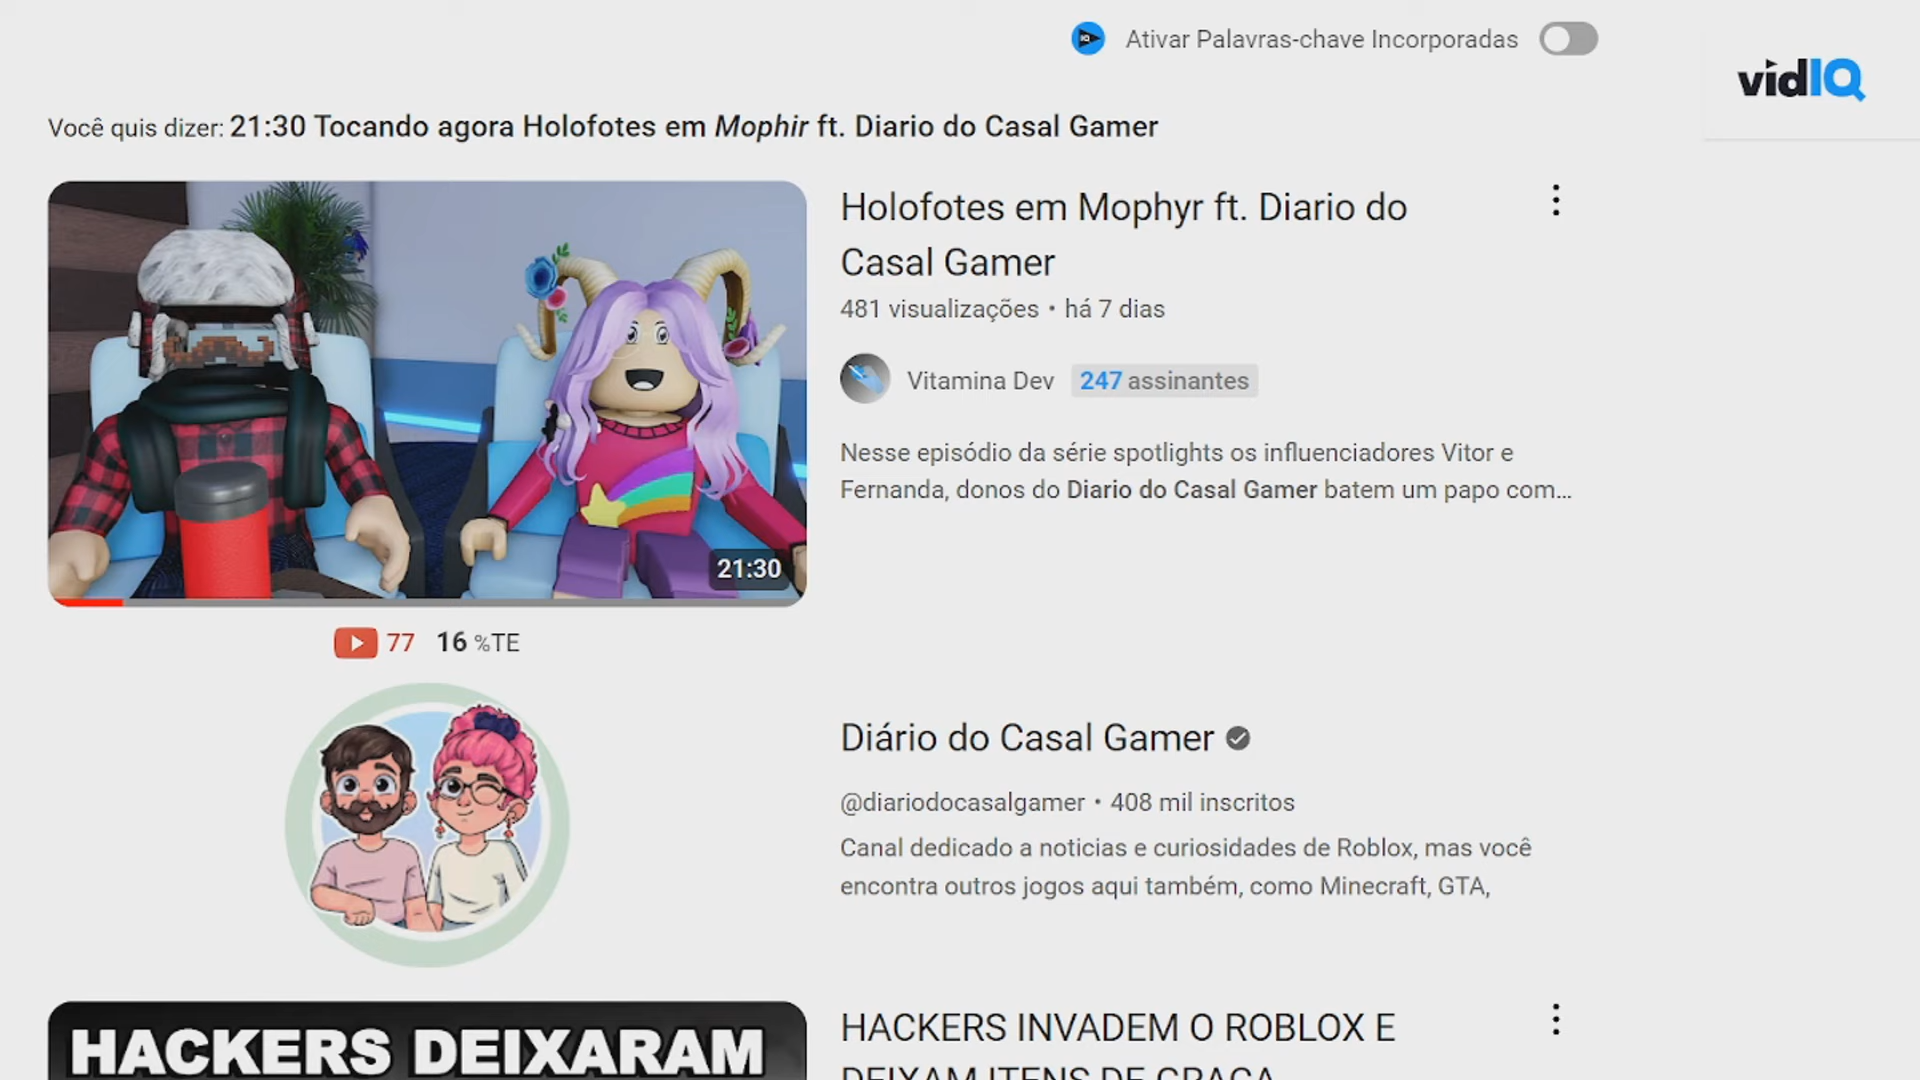 Ativar Palavras-chave Incorporadas
vidIQ
Você quis dizer: 21:30 Tocando agora Holofotes em Mophir ft. Diario do Casal Gamer
Holofotes em Mophyr ft. Diario do
Casal Gamer
481 visualizações • há 7 dias
Vitamina Dev 247 assinantes
Nesse episódio da série spotlights os influenciadores Vitor e
Fernanda, donos do Diario do Casal Gamer batem um papo com...
21:30
77 16 %TE
Diário do Casal Gamer
@diariodocasalgamer • 408 mil inscritos
Canal dedicado a noticias e curiosidades de Roblox, mas você
encontra outros jogos aqui também, como Minecraft, GTA,
HACKERS DEIXARAM
HACKERS INVADEM O ROBLOX E
DEIXAM ITENS DE GRAÇA